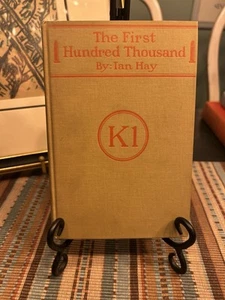 The First
Hundred Thousand
By: Ian Hay
K1